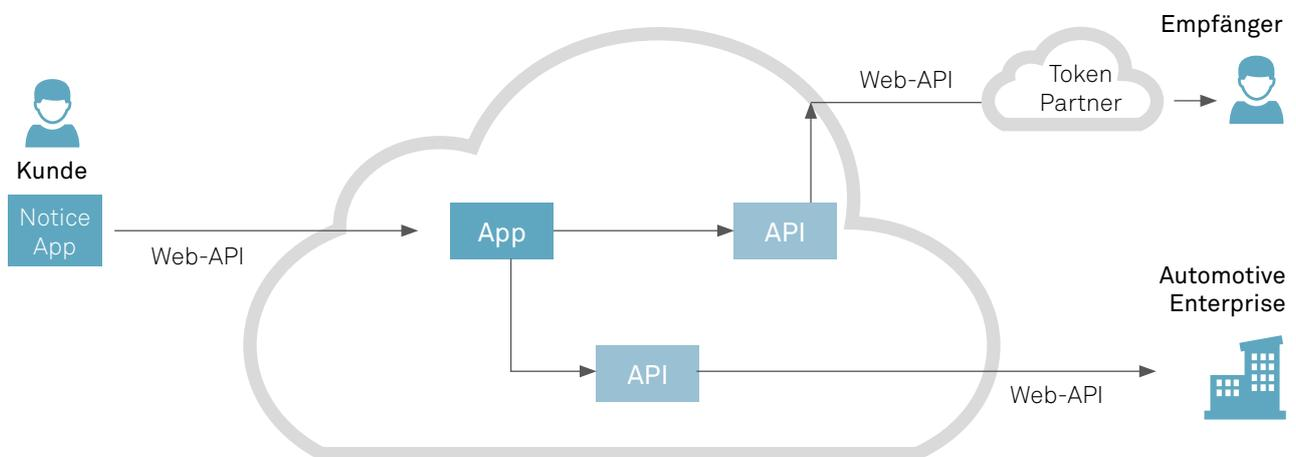 Empfänger
Web-API
Token
Partner
Kunde
Notice
App
Web-API
App
API
Automotive
Enterprise
API
Web-API